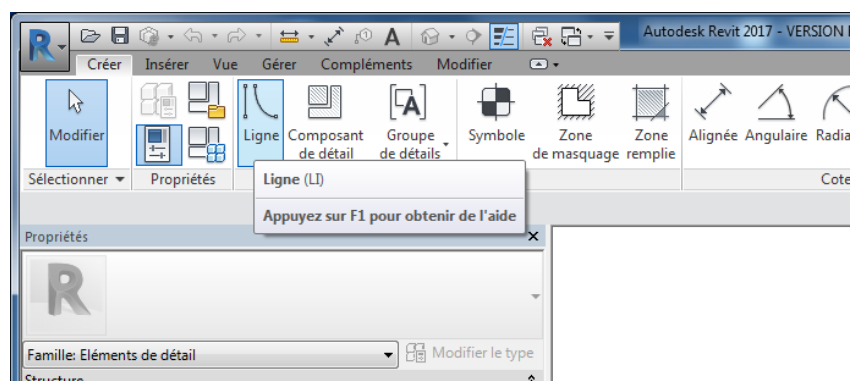 Autodesk Revit 2017 - VERSION
Créer Insérer Vue Gérer Compléments Modifier
Modifier
Ligne
Composant de détail
Groupe de détails
Symbole
Zone de masquage
Zone remplie
Alignée
Angulaire
Radia
Sélectionner
Propriétés
Cote
Ligne (LI)
Appuyez sur F1 pour obtenir de l'aide
Propriétés
Famille: Eléments de détail
Modifier le type
Structure